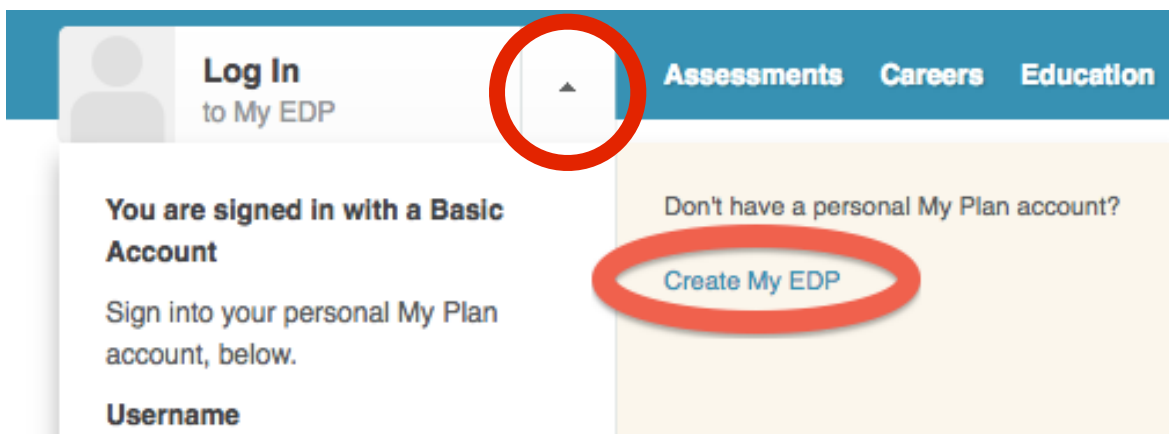 Log In
to My EDP
Assessments Careers Education
You are signed in with a Basic
Account
Sign into your personal My Plan
account, below.
Username
Don't have a personal My Plan account?
Create My EDP